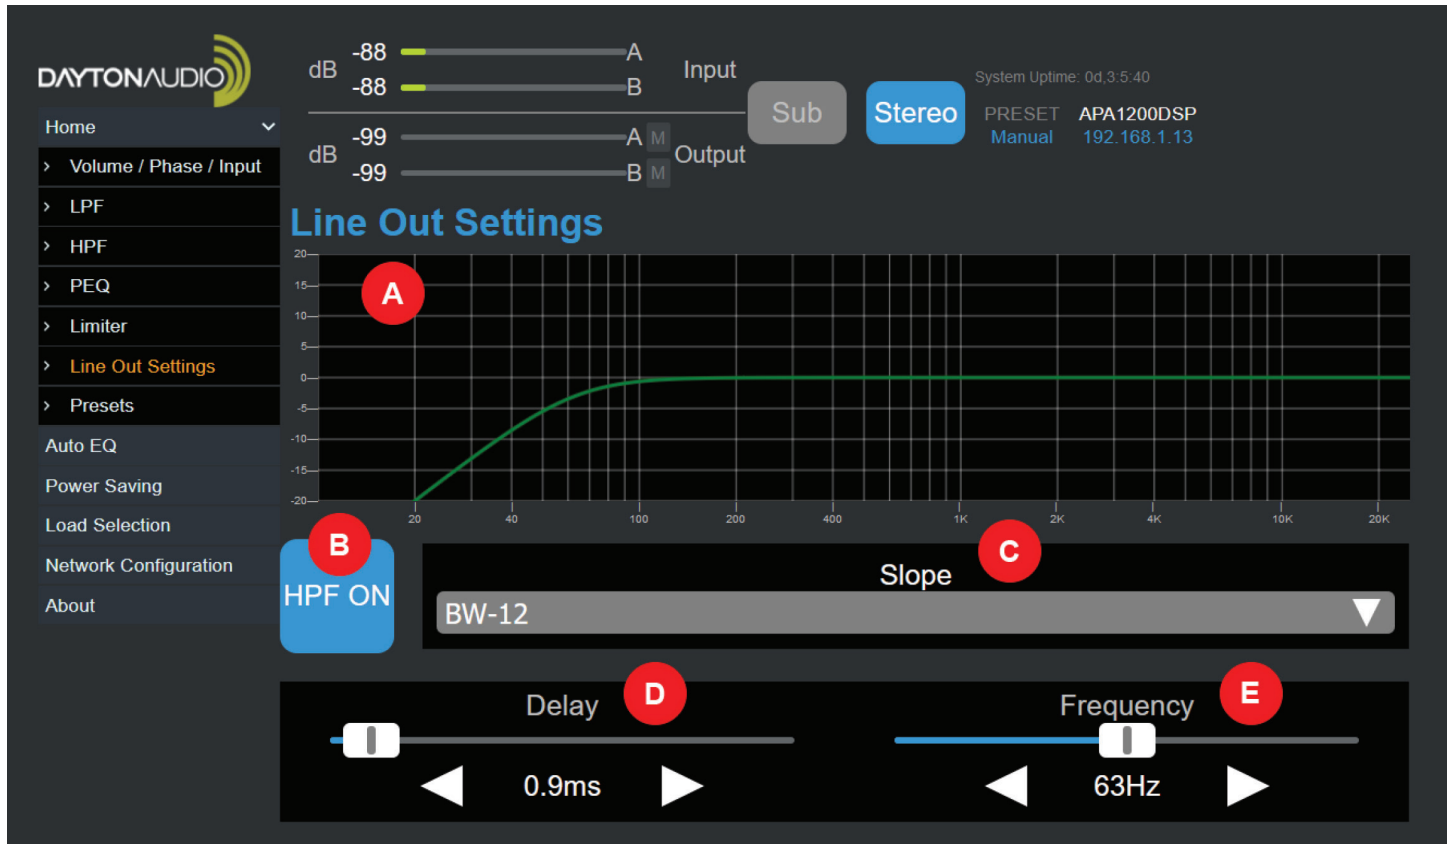 DAYTONAUDIO
dB
-88
A
-88
B
Input
dB
-99
A M
-99
B M
Output
Sub
Stereo
System Uptime: 0d,3:5:40
PRESET APA1200DSP
Manual 192.168.1.13
Home
Volume / Phase / Input
LPF
HPF
PEQ
Limiter
Line Out Settings
Presets
Auto EQ
Power Saving
Load Selection
Network Configuration
About
Line Out Settings
A
20
15
10
5
0
-5
-10
-15
-20
20 40 100 200 400 1K 2K 4K 10K 20K
B
HPF ON
C
Slope
BW-12
Delay
D
0.9ms
Frequency
E
63Hz